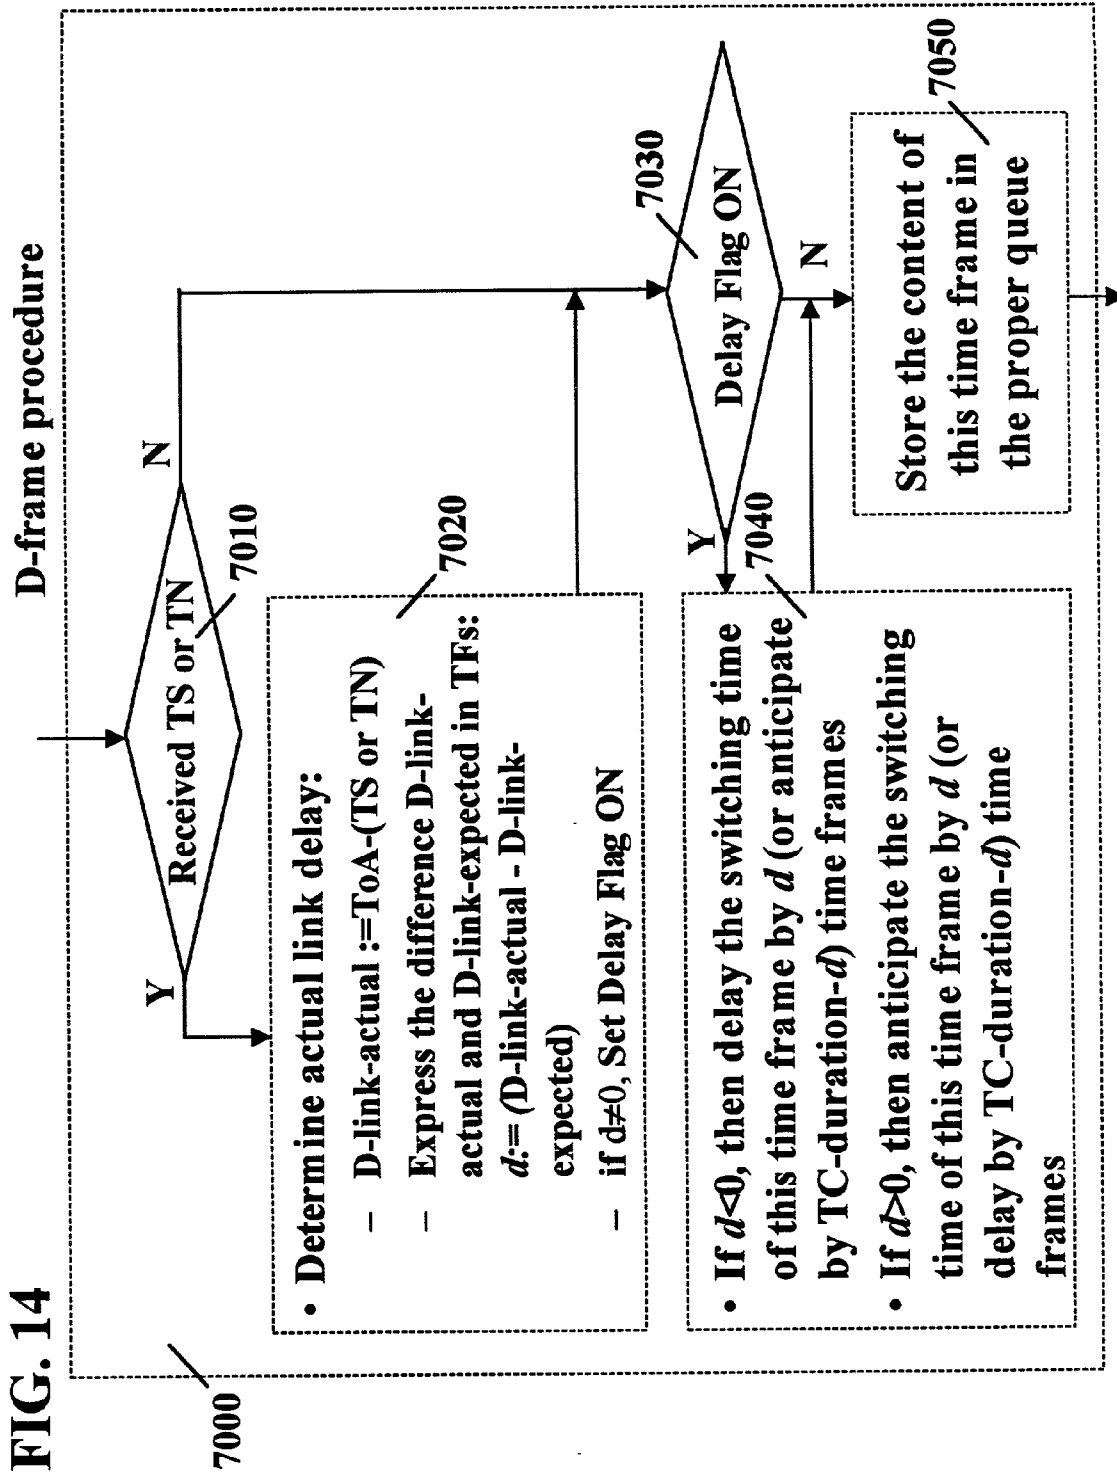 FIG. 14
D-frame procedure
7000
Received TS or TN
7010
Y
N
• Determine actual link delay:
– D-link-actual :=ToA-(TS or TN)
– Express the difference D-link-
actual and D-link-expected in TFs:
d:= (D-link-actual - D-link-
expected)
– if d≠0, Set Delay Flag ON
7020
Delay Flag ON
7030
Y
N
7040
• If d<0, then delay the switching time
of this time frame by d (or anticipate
by TC-duration-d) time frames
• If d>0, then anticipate the switching
time of this time frame by d (or
delay by TC-duration-d) time
frames
Store the content of
this time frame in
the proper queue
7050